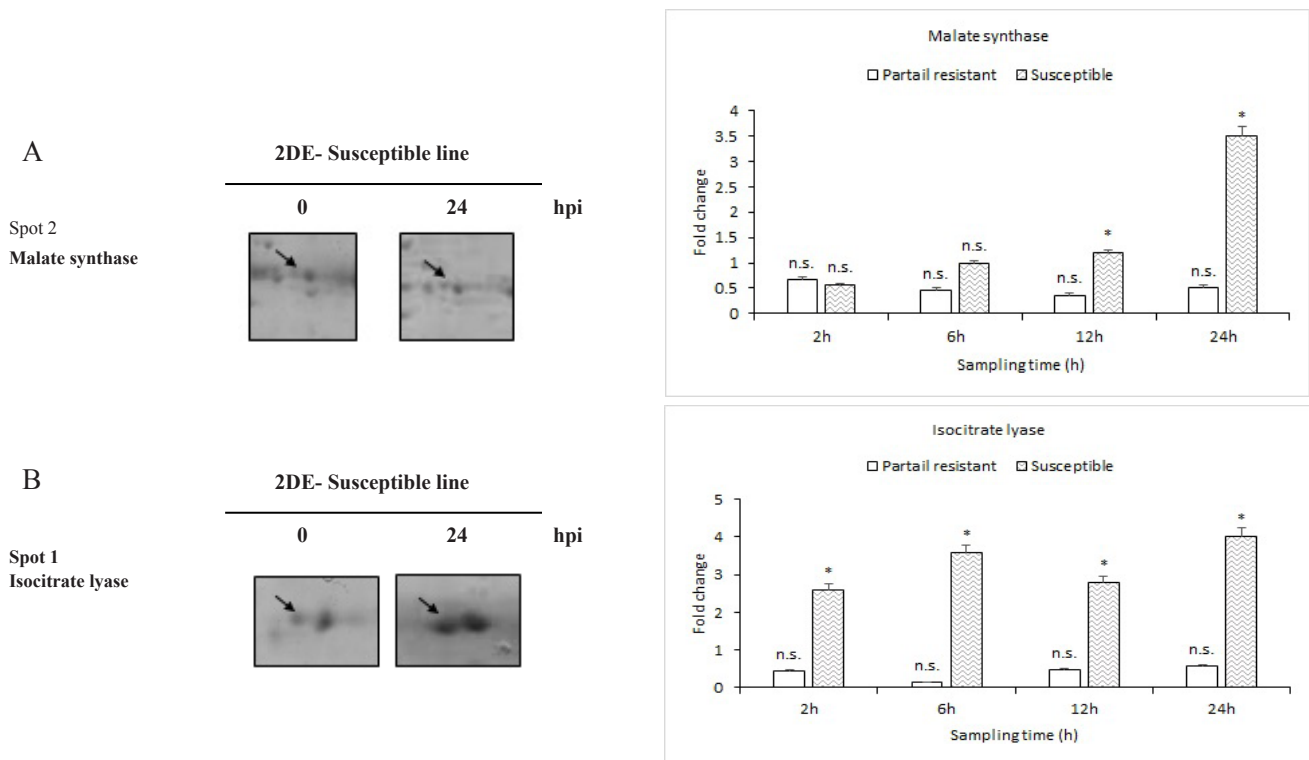 A
2DE- Susceptible line
0 24 hpi
Spot 2
Malate synthase
Malate synthase
Partail resistant Susceptible
Fold change
4
3.5
3
2.5
2
1.5
1
0.5
0
n.s. n.s. n.s. n.s. n.s. * n.s. *
2h 6h 12h 24h
Sampling time (h)
B
2DE- Susceptible line
0 24 hpi
Spot 1
Isocitrate lyase
Isocitrate lyase
Partail resistant Susceptible
Fold change
5
4
3
2
1
0
n.s. * n.s. * n.s. * n.s. *
2h 6h 12h 24h
Sampling time (h)